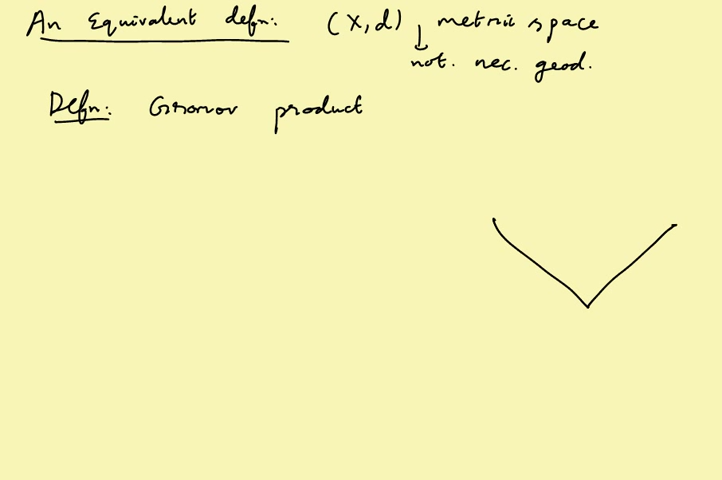 An Equivalent defn: (X,d) metric space
not. nec. geod.
Defn: Gromov product